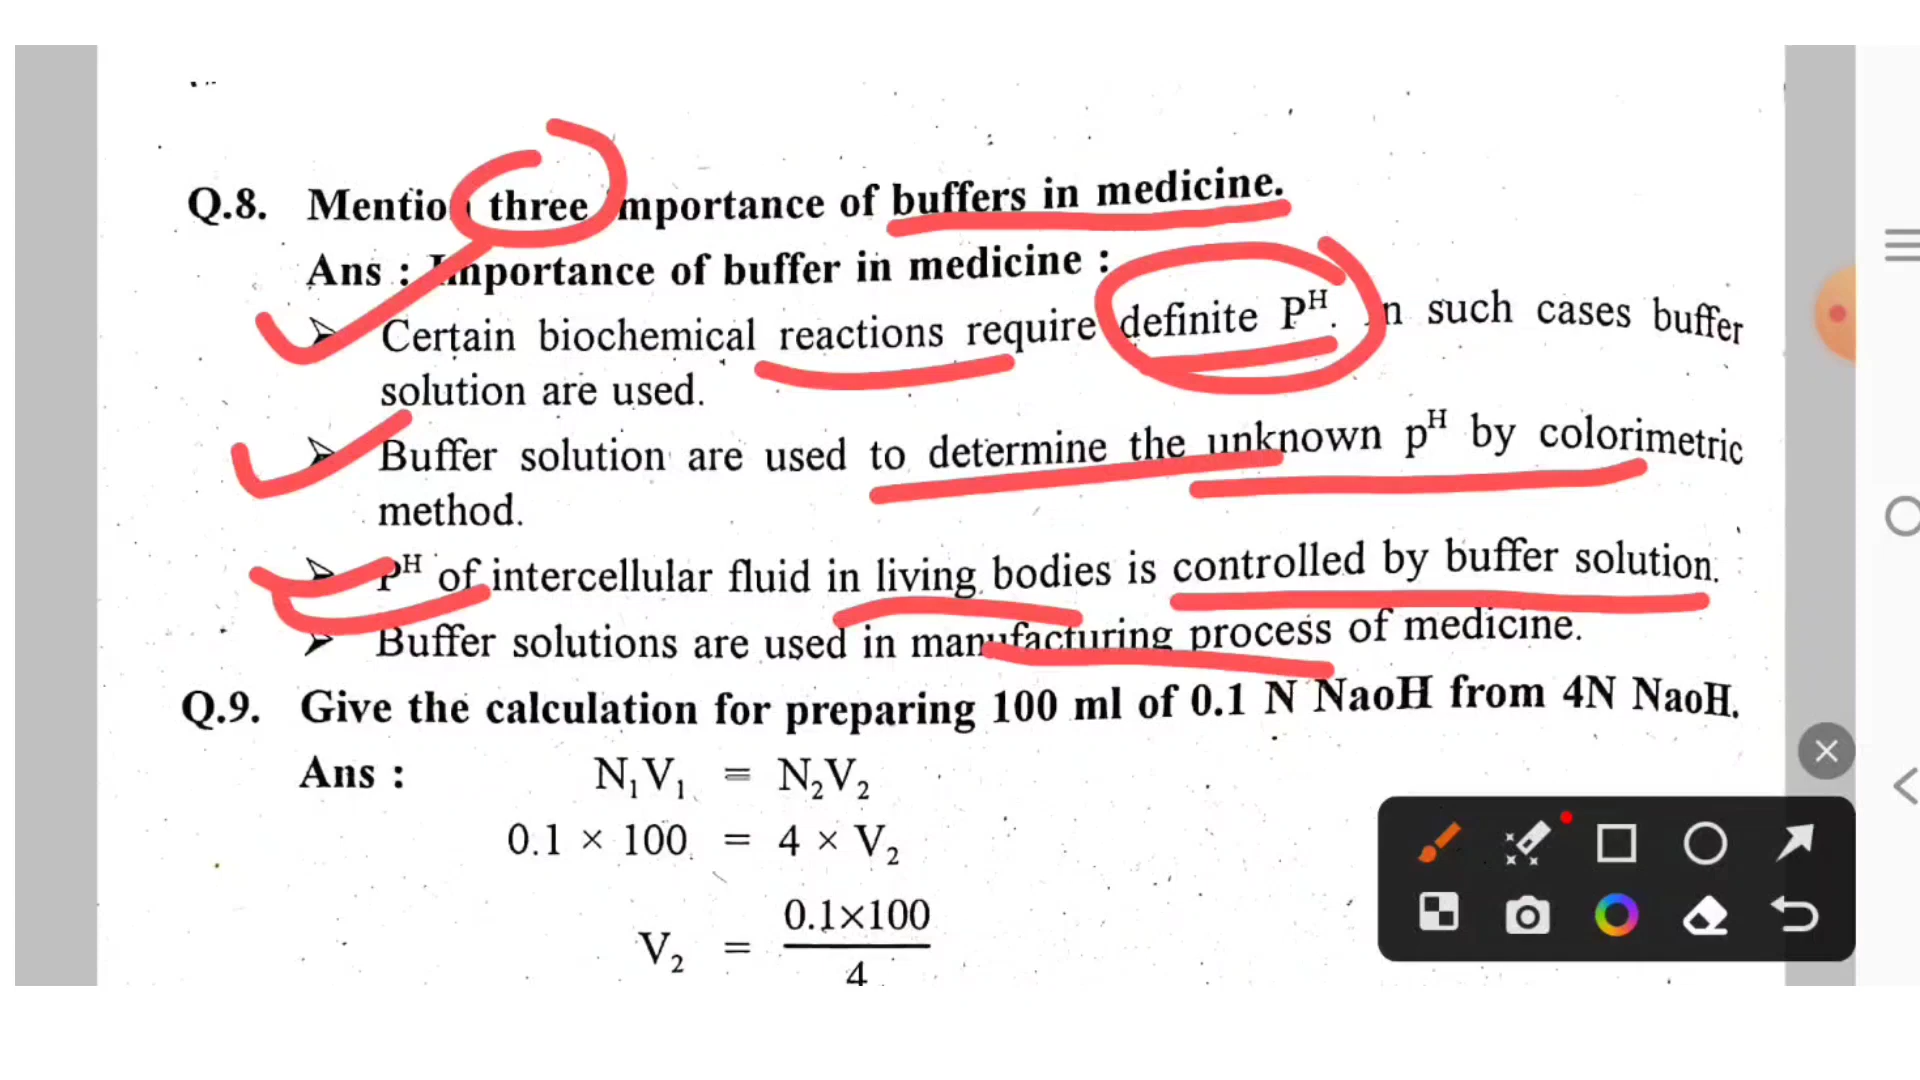 Q.8. Mention three importance of buffers in medicine.
Ans : Importance of buffer in medicine :
➢ Certain biochemical reactions require definite Pᴴ. In such cases buffer
solution are used.
➢ Buffer solution are used to determine the unknown pᴴ by colorimetric
method.
➢ Pᴴ of intercellular fluid in living bodies is controlled by buffer solution.
➢ Buffer solutions are used in manufacturing process of medicine.
Q.9. Give the calculation for preparing 100 ml of 0.1 N NaoH from 4N NaoH.
Ans : N₁V₁ = N₂V₂
0.1 × 100 = 4 × V₂
V₂ = 0.1×100
4